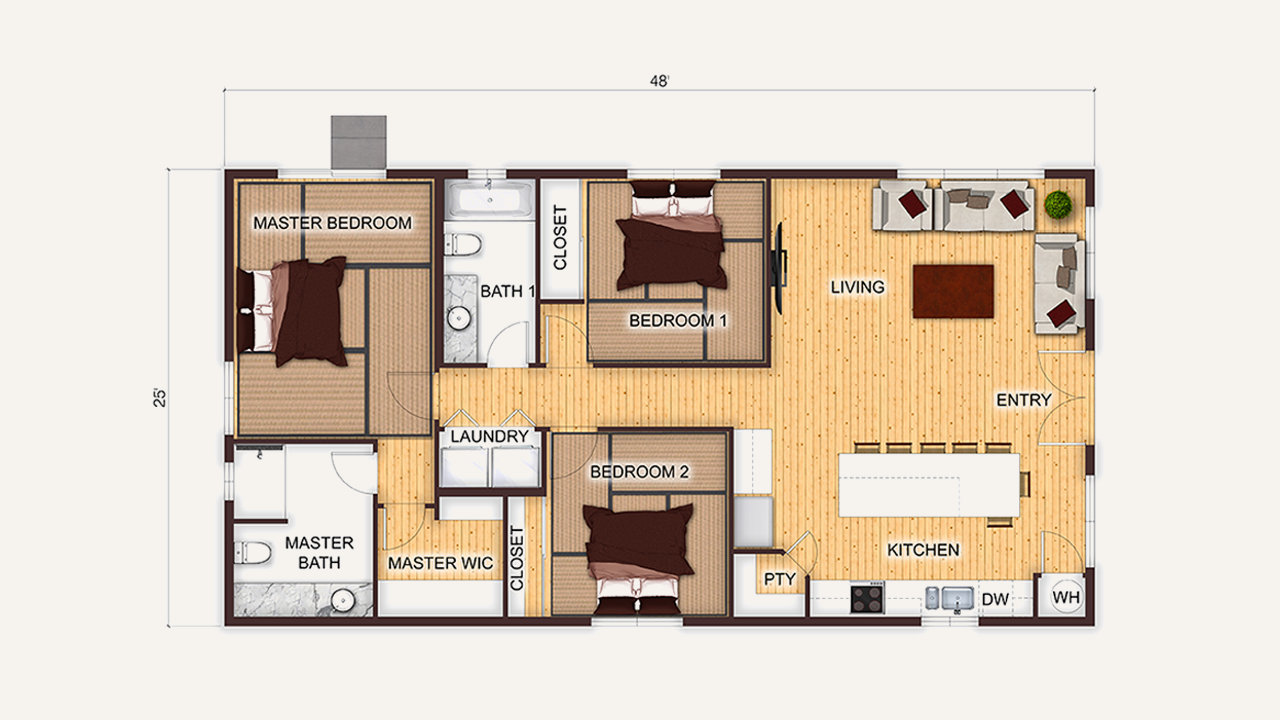 48'
25'
MASTER BEDROOM
CLOSET
BATH 1
BEDROOM 1
LIVING
ENTRY
LAUNDRY
BEDROOM 2
MASTER
BATH
MASTER WIC
CLOSET
KITCHEN
PTY
DW
WH